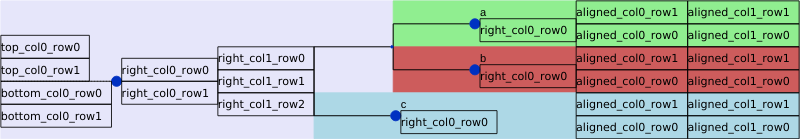 top_col0_row0
top_col0_row1
bottom_col0_row0
bottom_col0_row1
right_col0_row0
right_col0_row1
right_col1_row0
right_col1_row1
right_col1_row2
a
right_col0_row0
b
right_col0_row0
c
right_col0_row0
aligned_col0_row1 aligned_col1_row1
aligned_col0_row0 aligned_col1_row0
aligned_col0_row1 aligned_col1_row1
aligned_col0_row0 aligned_col1_row0
aligned_col0_row1 aligned_col1_row1
aligned_col0_row0 aligned_col1_row0